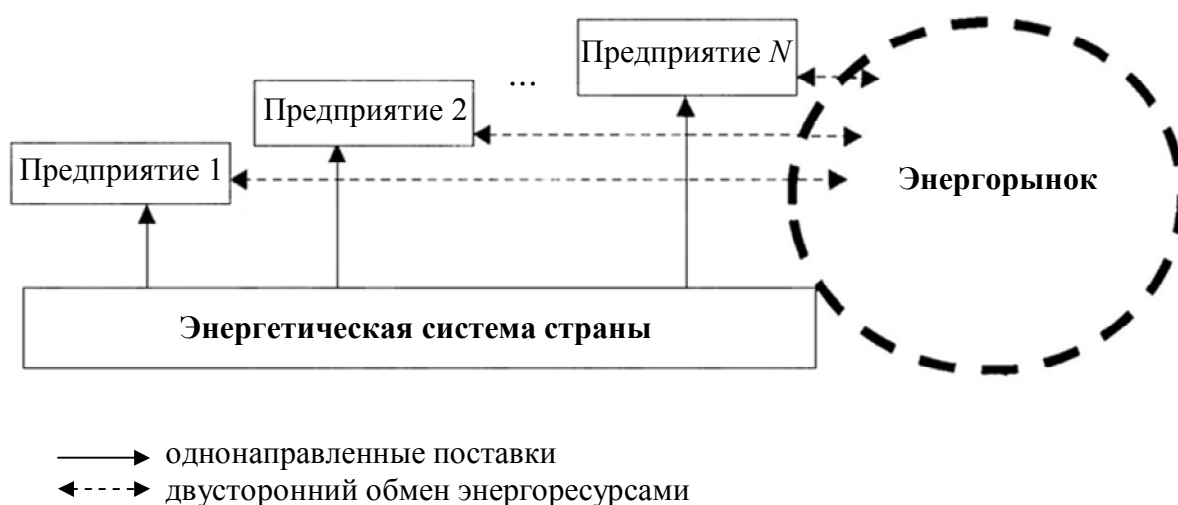 Предприятие N
...
Предприятие 2
Предприятие 1
Энергорынок
Энергетическая система страны
однонаправленные поставки
двусторонний обмен энергоресурсами